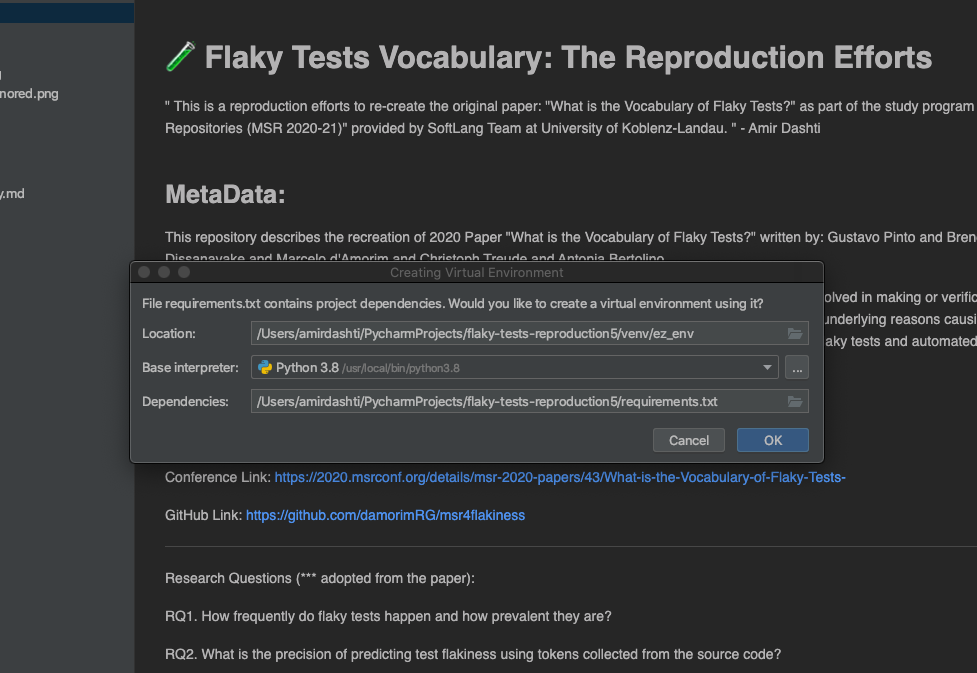 Flaky Tests Vocabulary: The Reproduction Efforts
nored.png
" This is a reproduction efforts to re-create the original paper: "What is the Vocabulary of Flaky Tests?" as part of the study program
Repositories (MSR 2020-21)" provided by SoftLang Team at University of Koblenz-Landau. " - Amir Dashti
y.md
MetaData:
This repository describes the recreation of 2020 Paper "What is the Vocabulary of Flaky Tests?" written by: Gustavo Pinto and Bren
Dissanayake and Marcelo d'Amorim and Christoph Treude and Antonia Bertolino
Creating Virtual Environment
File requirements.txt contains project dependencies. Would you like to create a virtual environment using it?
Location: /Users/amirdashti/PycharmProjects/flaky-tests-reproduction5/venv/ez_env
Base interpreter: Python 3.8 /usr/local/bin/python3.8 ...
Dependencies: /Users/amirdashti/PycharmProjects/flaky-tests-reproduction5/requirements.txt
Cancel OK
olved in making or verific
underlying reasons causi
aky tests and automated
Conference Link: https://2020.msrconf.org/details/msr-2020-papers/43/What-is-the-Vocabulary-of-Flaky-Tests-
GitHub Link: https://github.com/damorimRG/msr4flakiness
Research Questions (*** adopted from the paper):
RQ1. How frequently do flaky tests happen and how prevalent they are?
RQ2. What is the precision of predicting test flakiness using tokens collected from the source code?